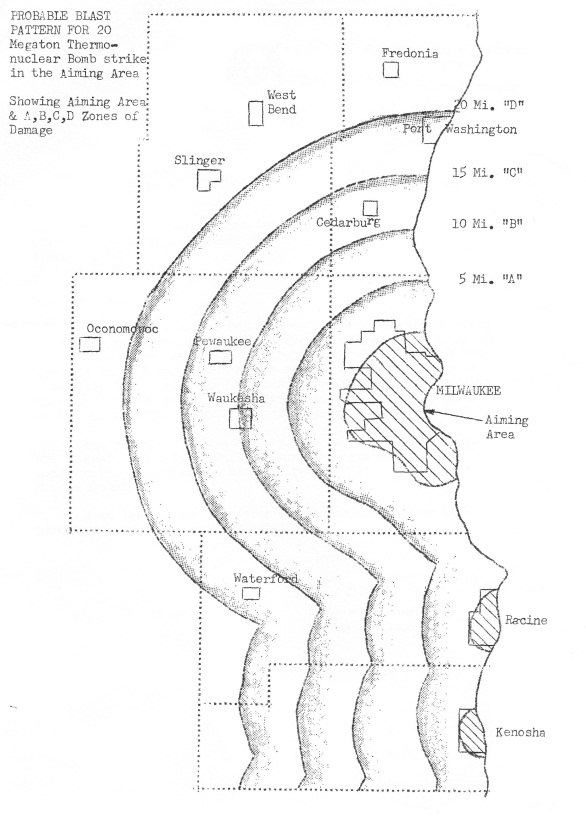 PROBABLE BLAST
PATTERN FOR 20
Megaton Thermo-
nuclear Bomb strike
in the Aiming Area
Showing Aiming Area
& A,B,C,D Zones of
Damage
Fredonia
West
Bend
20 Mi. "D"
Port Washington
Slinger
15 Mi. "C"
Cedarburg
10 Mi. "B"
5 Mi. "A"
Oconomowoc
Pewaukee
MILWAUKEE
Waukesha
Aiming
Area
Waterford
Racine
Kenosha